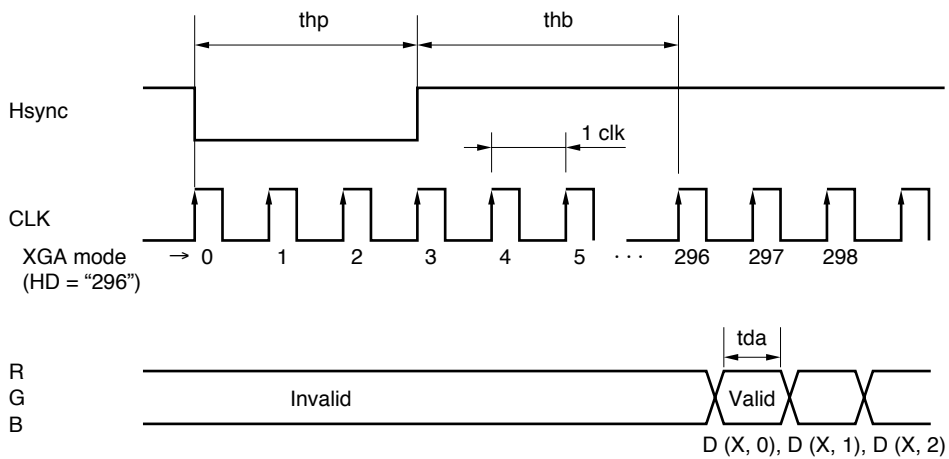 thp thb
Hsync
1 clk
CLK
XGA mode → 0 1 2 3 4 5 ··· 296 297 298
(HD = “296”)
tda
R
G Invalid Valid
B
D (X, 0), D (X, 1), D (X, 2)